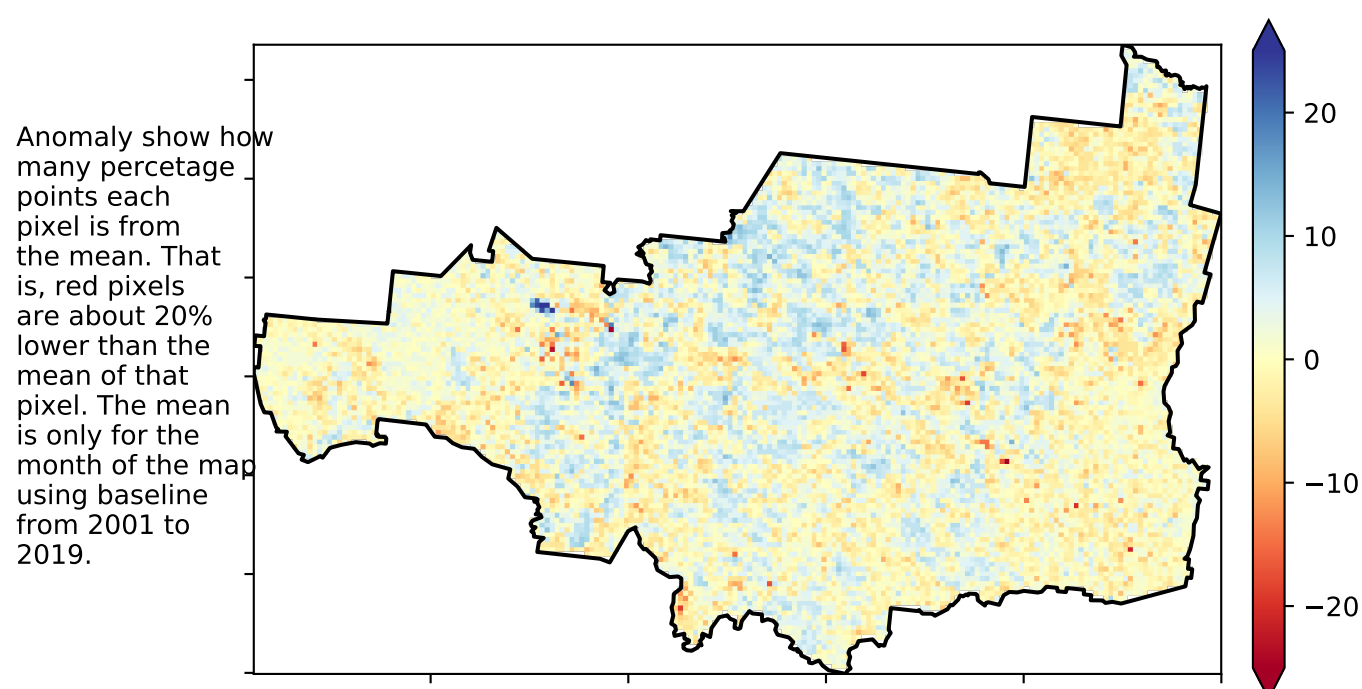 Anomaly show how
many percetage
points each
pixel is from
the mean. That
is, red pixels
are about 20%
lower than the
mean of that
pixel. The mean
is only for the
month of the map
using baseline
from 2001 to
2019.
20
10
0
−10
−20